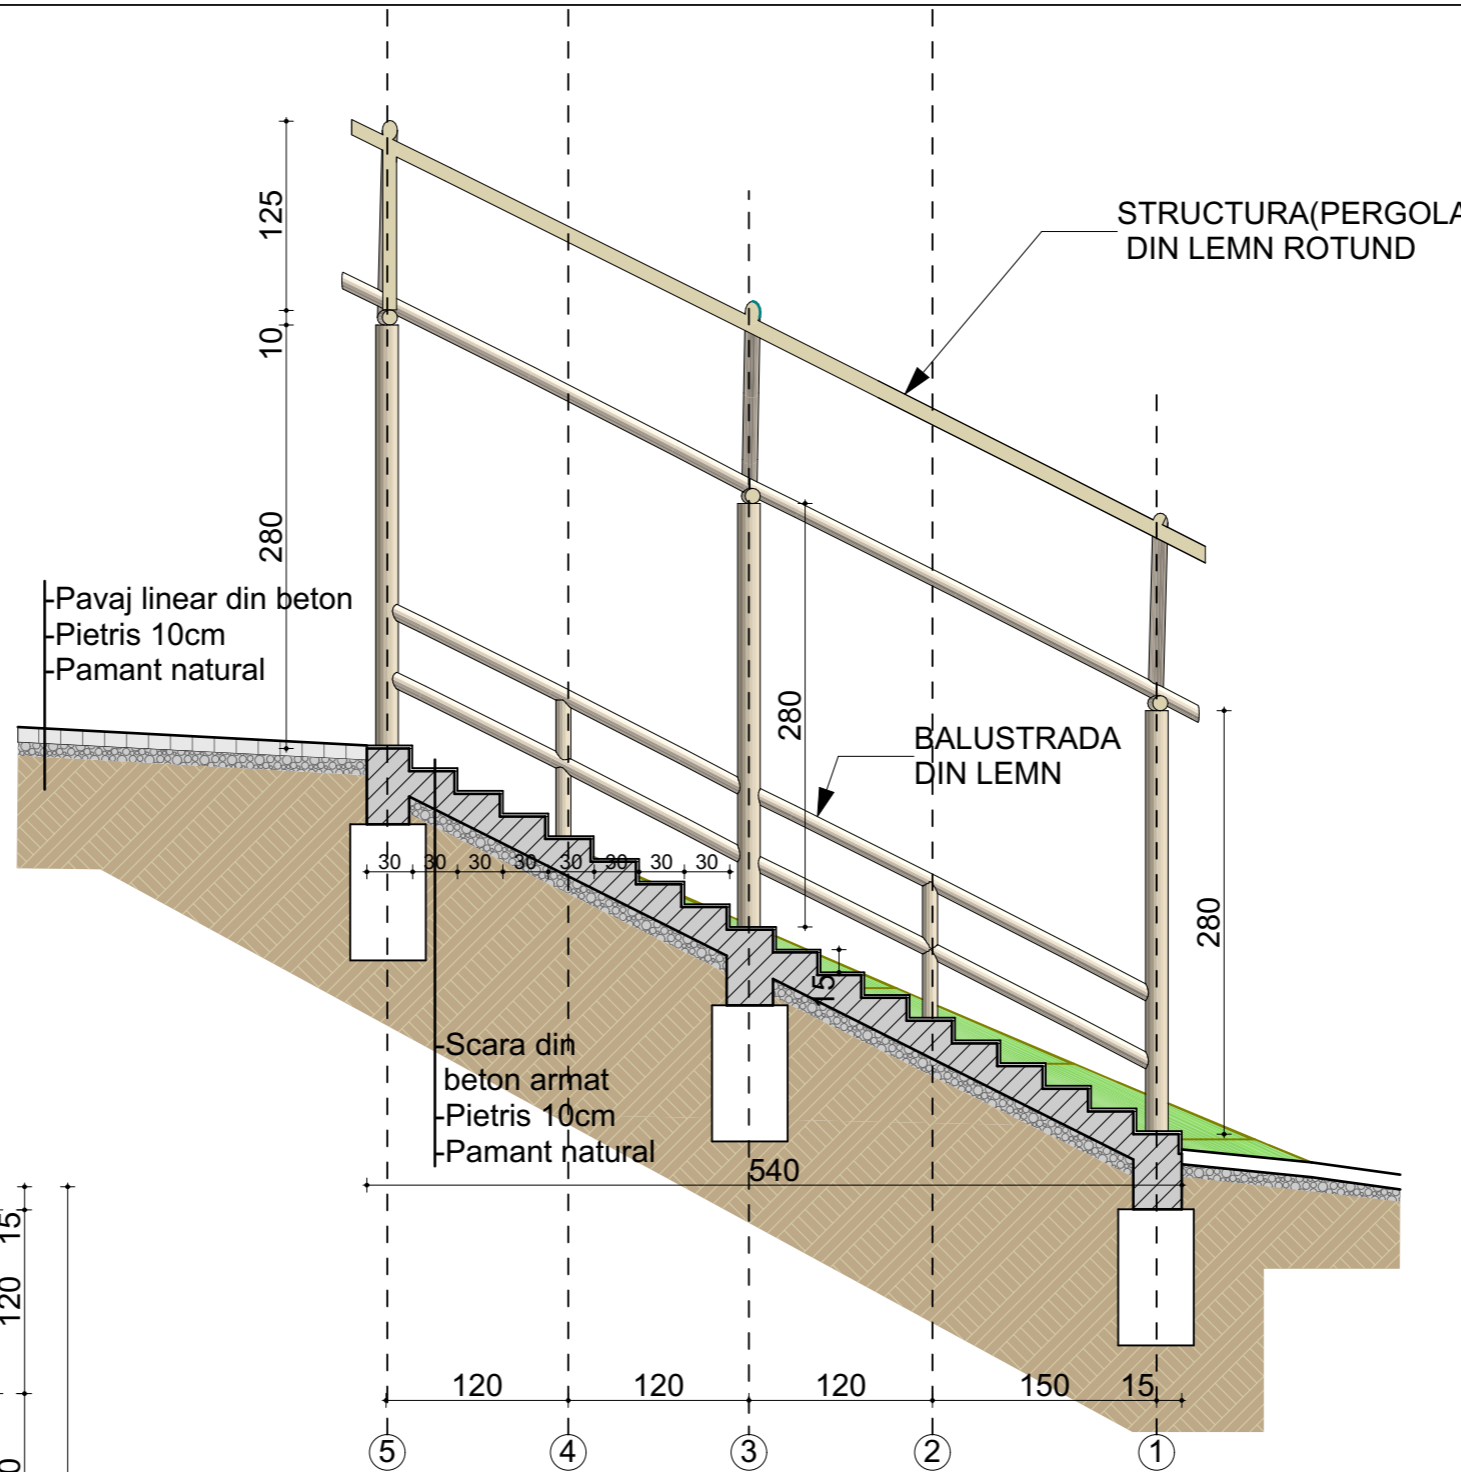 125
STRUCTURA(PERGOLA
DIN LEMN ROTUND
10
280
-Pavaj linear din beton
-Pietris 10cm
-Pamant natural
280
BALUSTRADA
DIN LEMN
30 30 30 30 30 30 30 30
280
15
-Scara din
beton armat
-Pietris 10cm
-Pamant natural
540
15
120
120 120 120 150 15
0
5 4 3 2 1